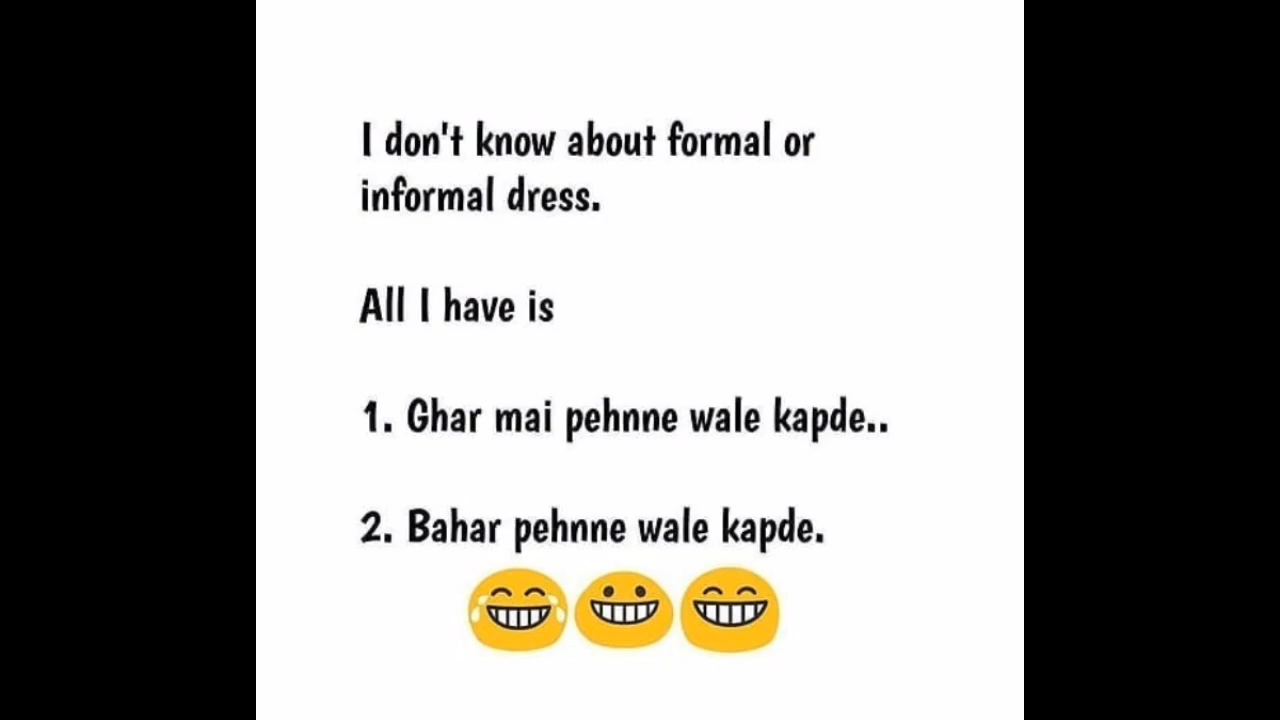 I don't know about formal or
informal dress.
All I have is
1. Ghar mai pehnne wale kapde..
2. Bahar pehnne wale kapde.